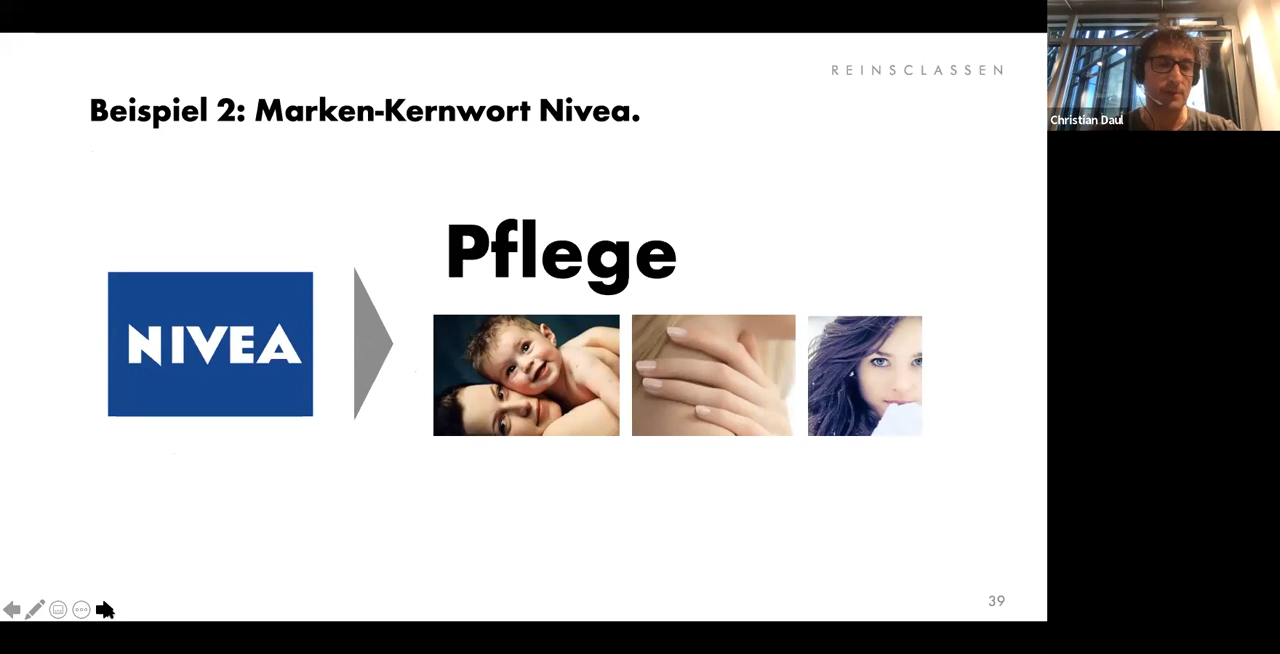 REINSCLASSEN
Beispiel 2: Marken-Kernwort Nivea.
Christian Daul
Pflege
NIVEA
39